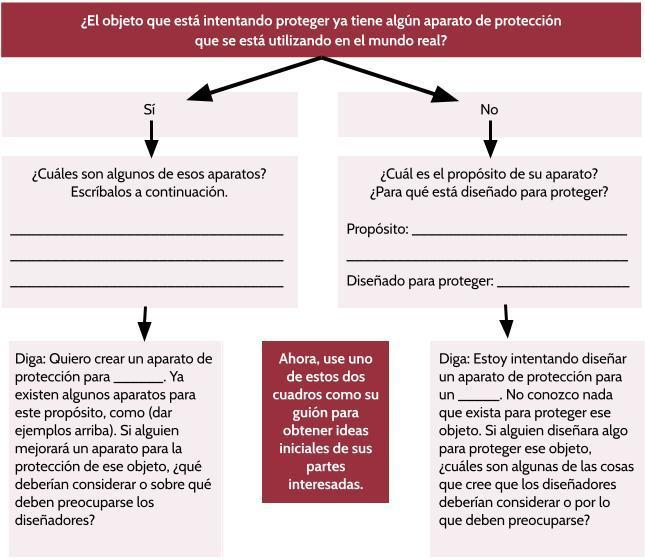 ¿El objeto que está intentando proteger ya tiene algún aparato de protección
que se está utilizando en el mundo real?
Sí
No
¿Cuáles son algunos de esos aparatos?
Escríbalos a continuación.
¿Cuál es el propósito de su aparato?
¿Para qué está diseñado para proteger?
Propósito: ____________________________
Diseñado para proteger: _________________
Diga: Quiero crear un aparato de
protección para _______. Ya
existen algunos aparatos para
este propósito, como (dar
ejemplos arriba). Si alguien
mejorará un aparato para la
protección de ese objeto, ¿qué
deberían considerar o sobre qué
deben preocuparse los
diseñadores?
Ahora, use uno
de estos dos
cuadros como su
guión para
obtener ideas
iniciales de sus
partes
interesadas.
Diga: Estoy intentando diseñar
un aparato de protección para
un ______. No conozco nada
que exista para proteger ese
objeto. Si alguien diseñara algo
para proteger ese objeto,
¿cuáles son algunas de las cosas
que cree que los diseñadores
deberían considerar o por lo
que deben preocuparse?